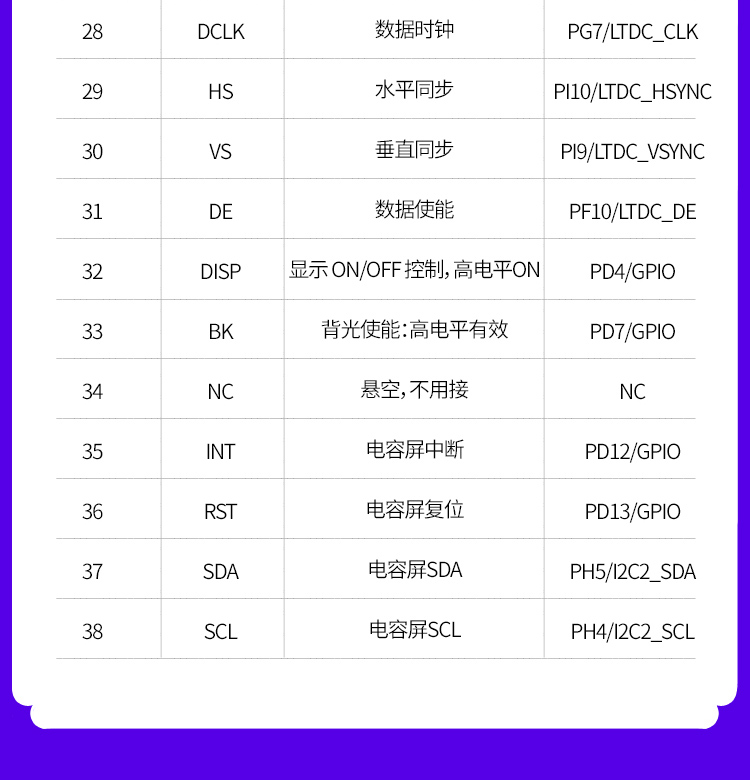 28 DCLK 数据时钟 PG7/LTDC_CLK
29 HS 水平同步 PI10/LTDC_HSYNC
30 VS 垂直同步 PI9/LTDC_VSYNC
31 DE 数据使能 PF10/LTDC_DE
32 DISP 显示 ON/OFF 控制，高电平ON PD4/GPIO
33 BK 背光使能：高电平有效 PD7/GPIO
34 NC 悬空，不用接 NC
35 INT 电容屏中断 PD12/GPIO
36 RST 电容屏复位 PD13/GPIO
37 SDA 电容屏SDA PH5/I2C2_SDA
38 SCL 电容屏SCL PH4/I2C2_SCL